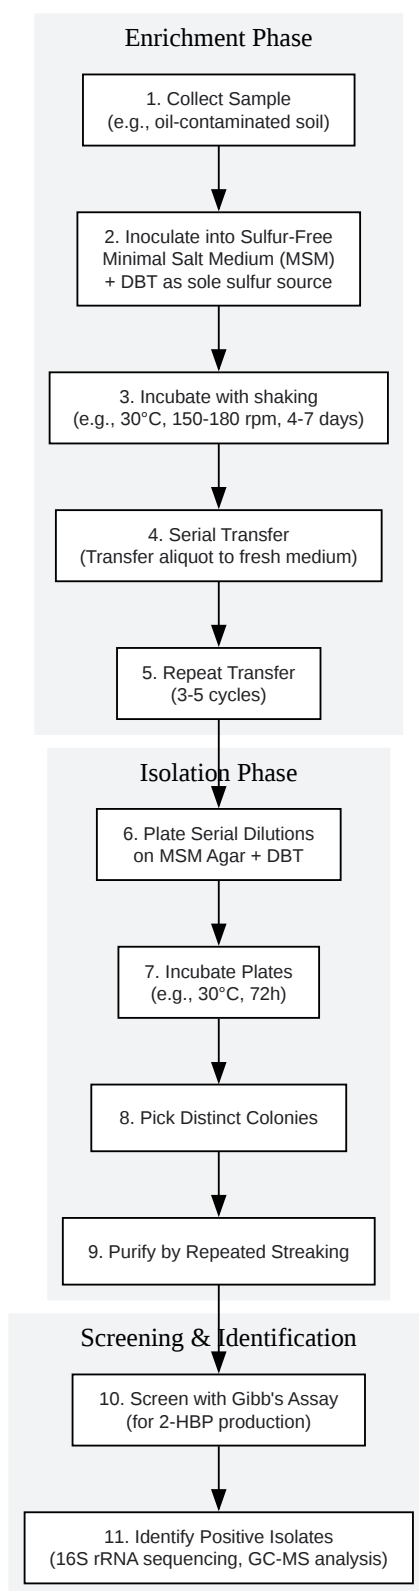 Enrichment Phase
1. Collect Sample
(e.g., oil-contaminated soil)
2. Inoculate into Sulfur-Free
Minimal Salt Medium (MSM)
+ DBT as sole sulfur source
3. Incubate with shaking
(e.g., 30°C, 150-180 rpm, 4-7 days)
4. Serial Transfer
(Transfer aliquot to fresh medium)
5. Repeat Transfer
(3-5 cycles)
Isolation Phase
6. Plate Serial Dilutions
on MSM Agar + DBT
7. Incubate Plates
(e.g., 30°C, 72h)
8. Pick Distinct Colonies
9. Purify by Repeated Streaking
Screening & Identification
10. Screen with Gibb's Assay
(for 2-HBP production)
11. Identify Positive Isolates
(16S rRNA sequencing, GC-MS analysis)